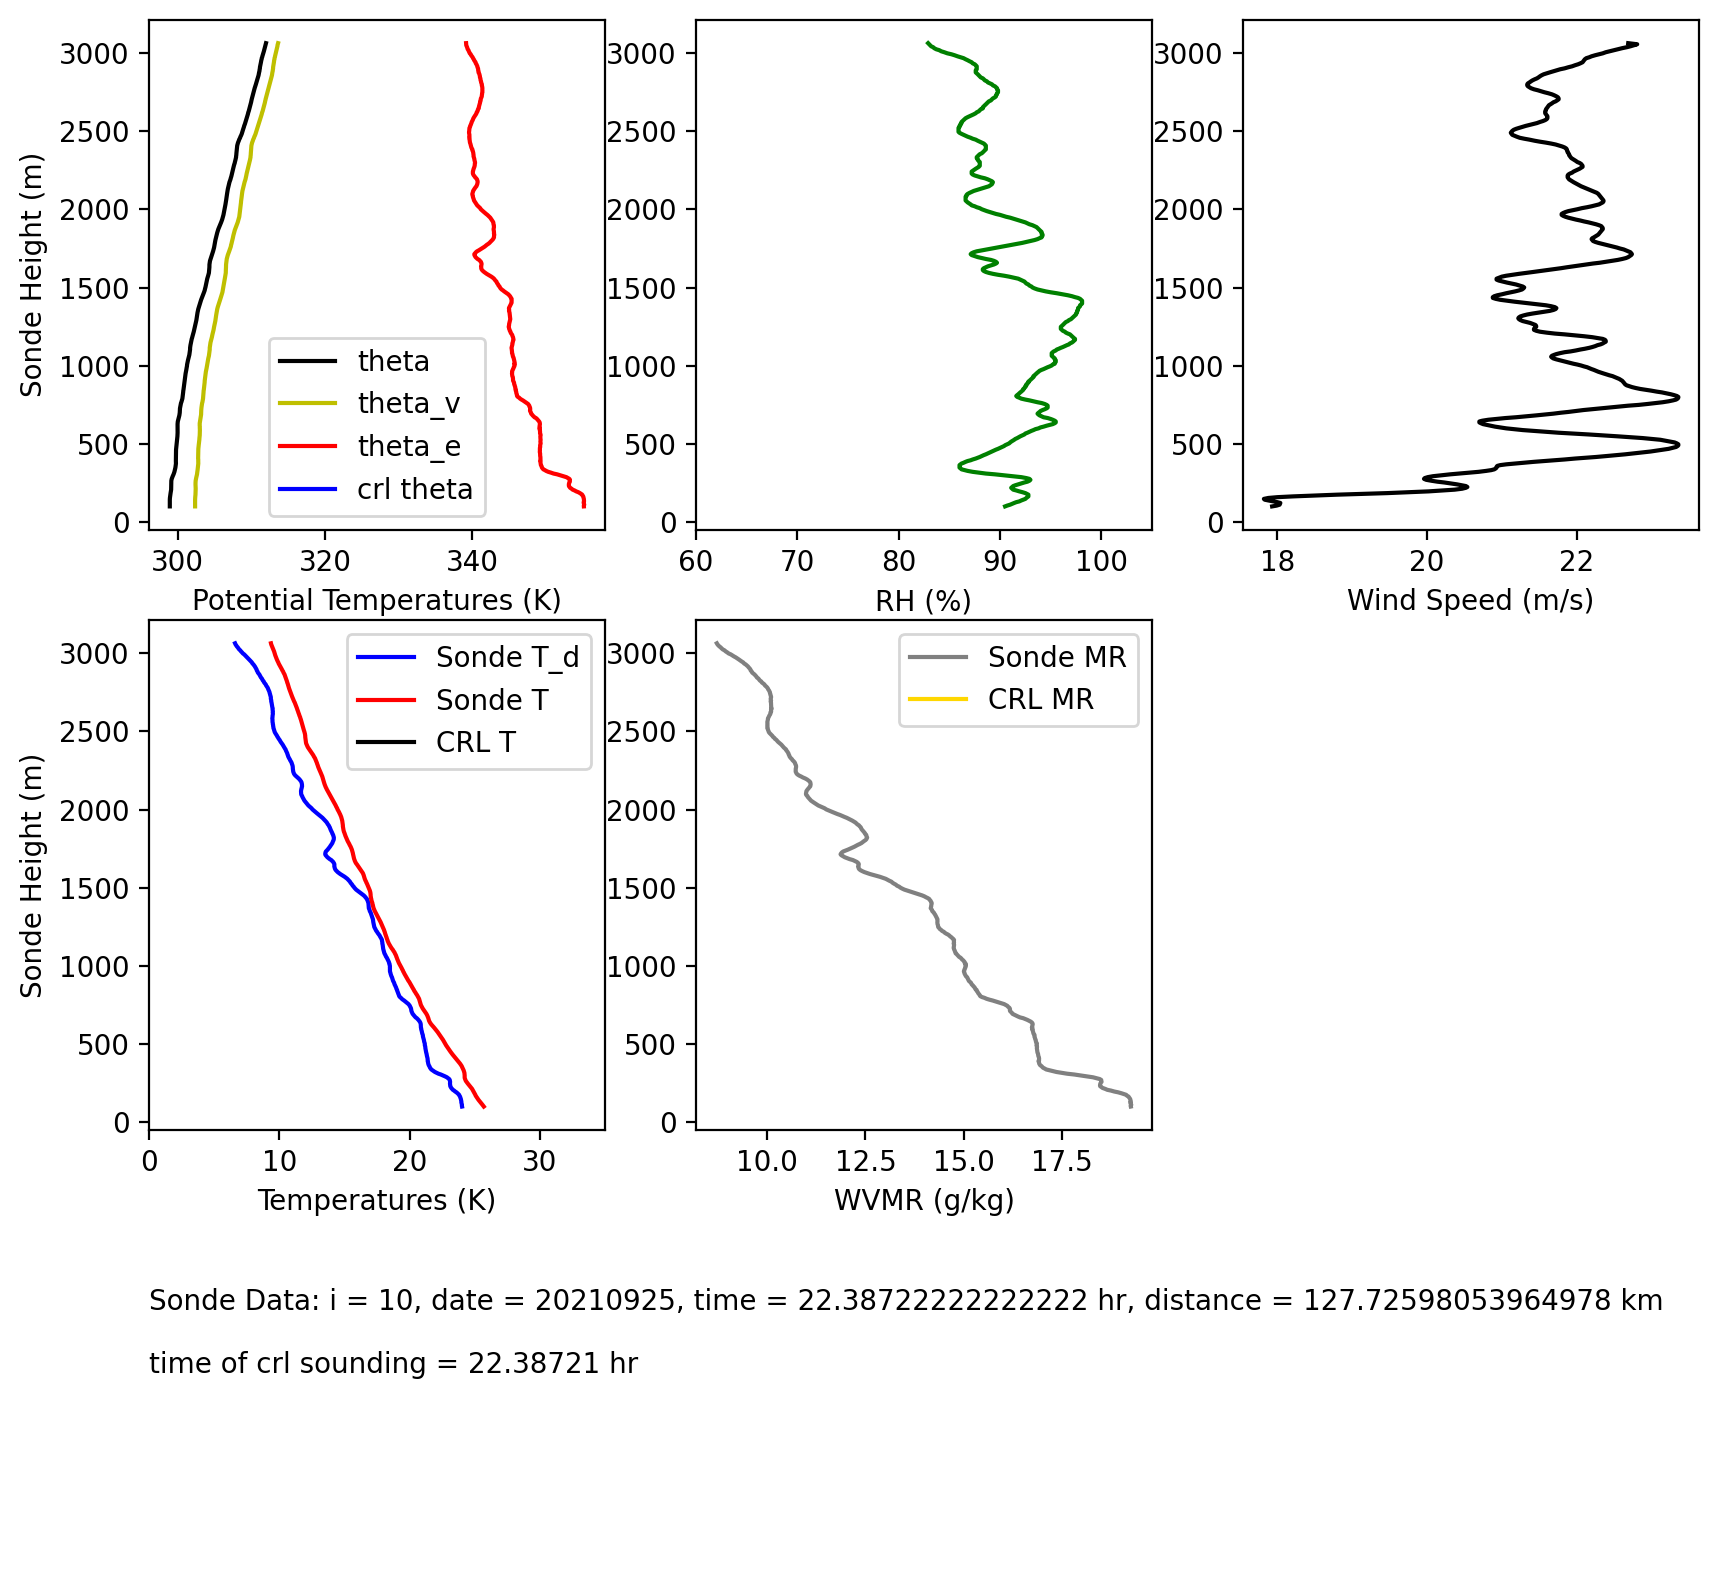 3000
2500
2000
1500
1000
500
0
Sonde Height (m)
theta
theta_v
theta_e
crl theta
300 320 340
Potential Temperatures (K)
3000
2500
2000
1500
1000
500
0
60 70 80 90 100
RH (%)
3000
2500
2000
1500
1000
500
0
18 20 22
Wind Speed (m/s)
3000
2500
2000
1500
1000
500
0
Sonde Height (m)
Sonde T_d
Sonde T
CRL T
0 10 20 30
Temperatures (K)
3000
2500
2000
1500
1000
500
0
Sonde MR
CRL MR
10.0 12.5 15.0 17.5
WVMR (g/kg)
Sonde Data: i = 10, date = 20210925, time = 22.38722222222222 hr, distance = 127.72598053964978 km
time of crl sounding = 22.38721 hr